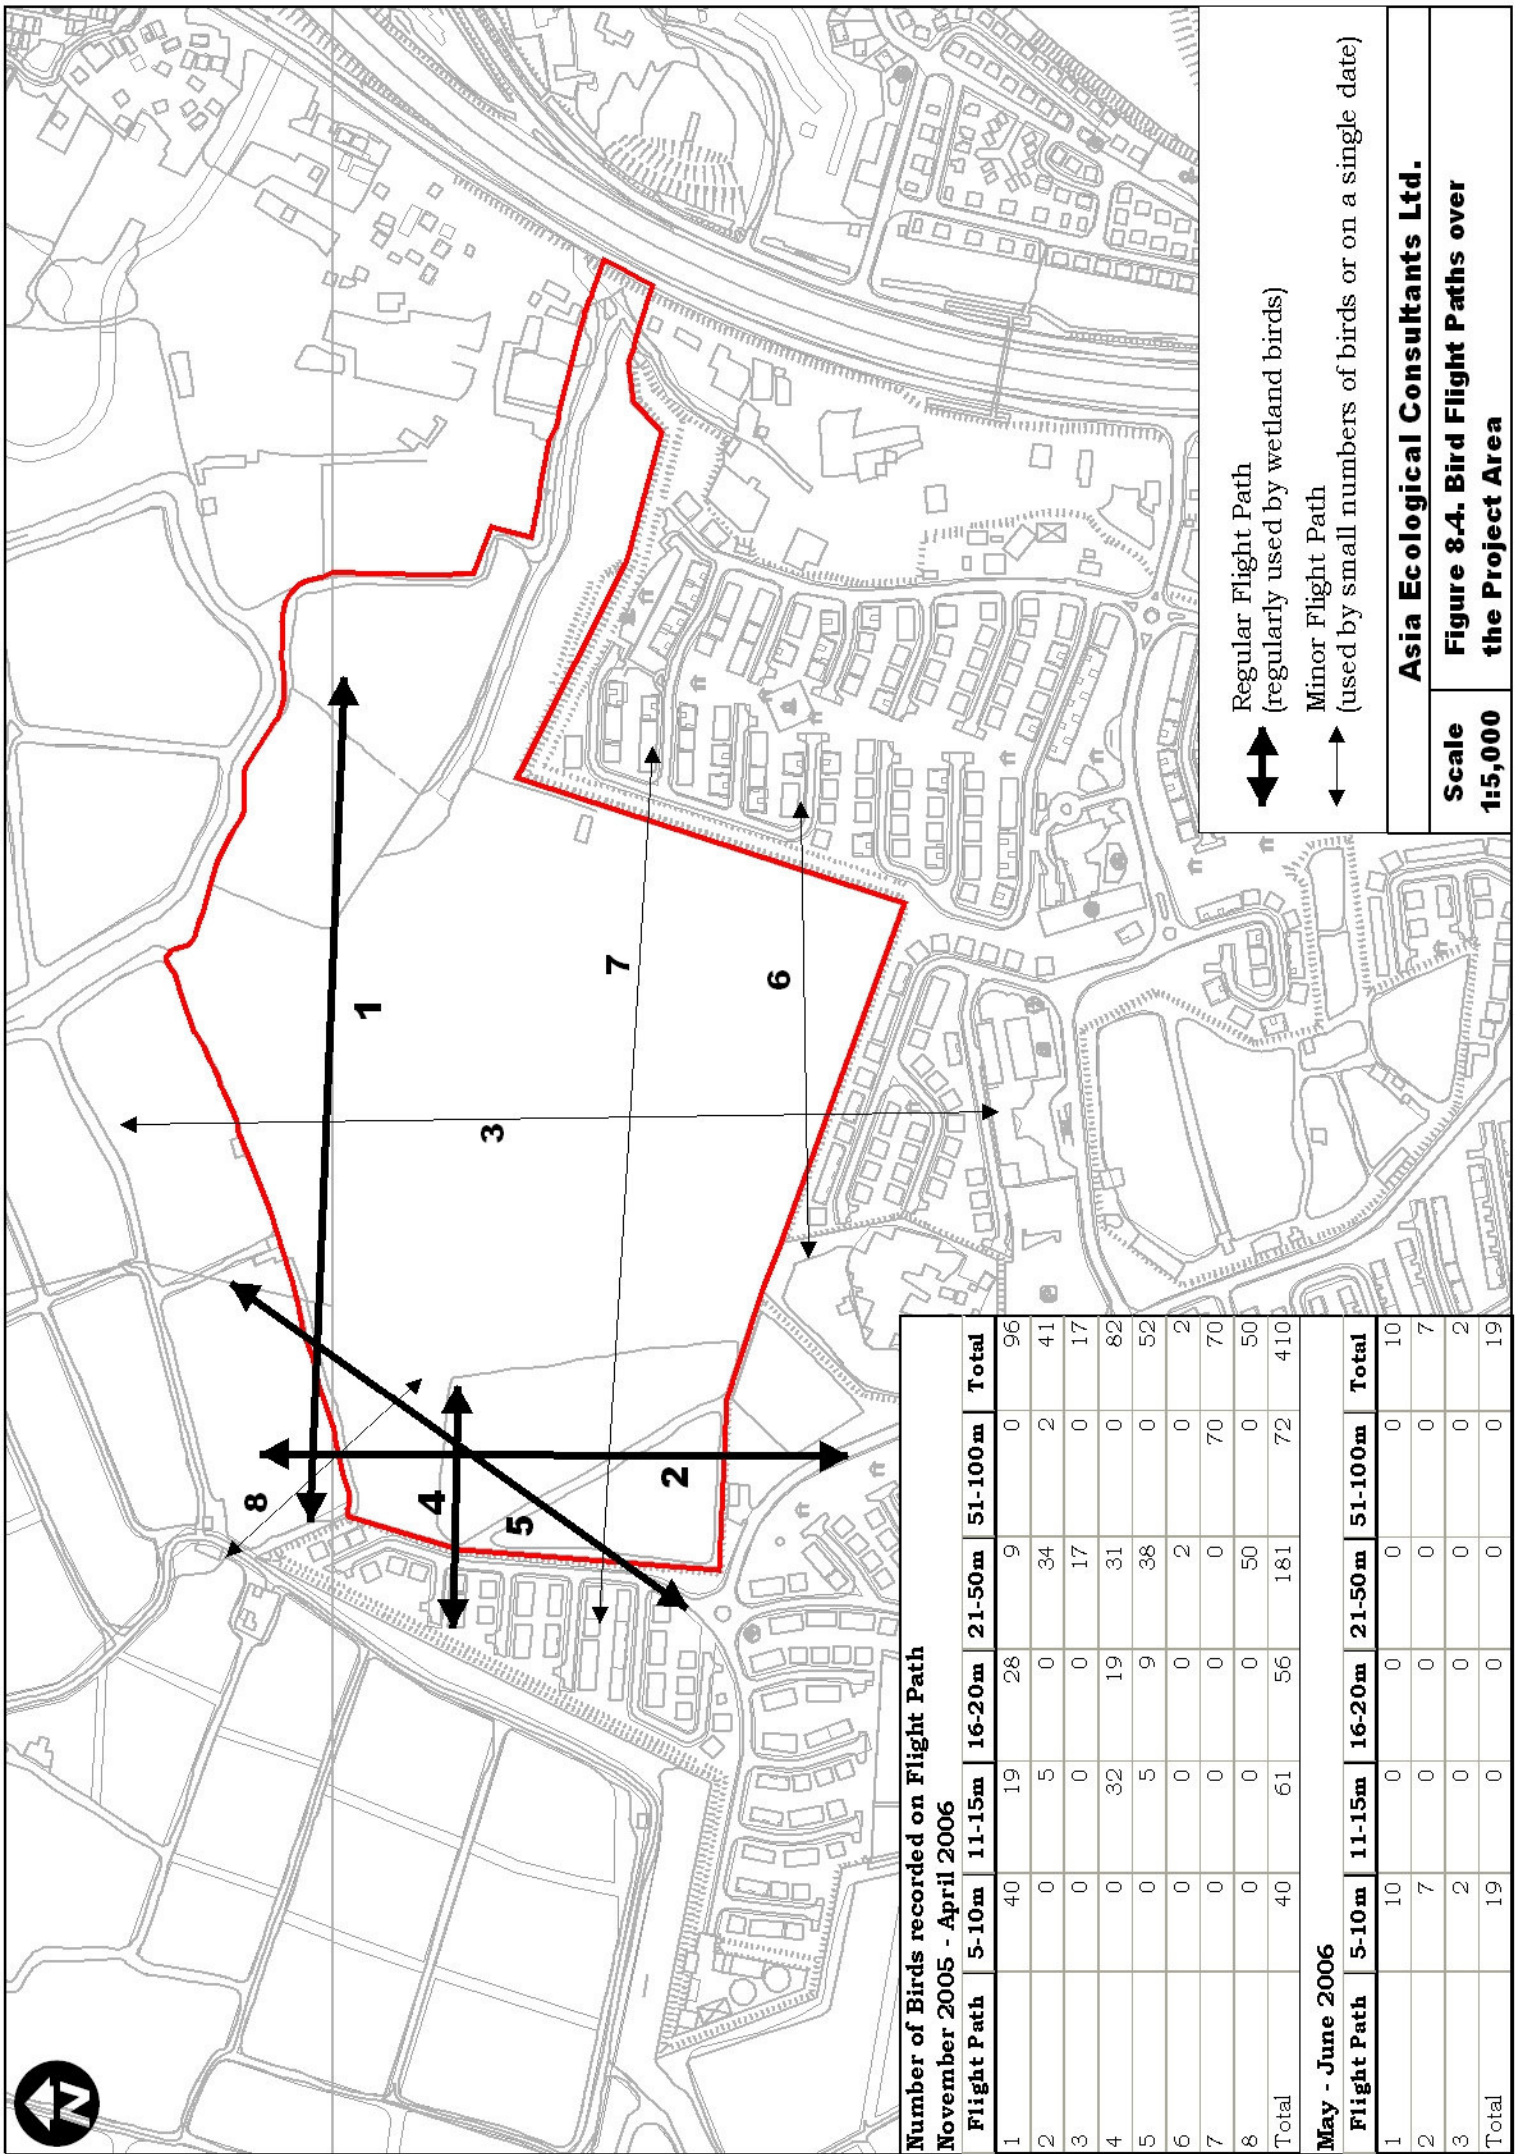 N
1
2
3
4
5
6
7
8
Number of Birds recorded on Flight Path
November 2005 - April 2006
Flight Path 5-10m 11-15m 16-20m 21-50m 51-100m Total
1 40 19 28 9 0 96
2 0 5 0 34 2 41
3 0 0 0 17 0 17
4 0 32 19 31 0 82
5 0 5 9 38 0 52
6 0 0 0 2 0 2
7 0 0 0 0 70 70
8 0 0 0 50 0 50
Total 40 61 56 181 72 410
May - June 2006
Flight Path 5-10m 11-15m 16-20m 21-50m 51-100m Total
1 10 0 0 0 0 10
2 7 0 0 0 0 7
3 2 0 0 0 0 2
Total 19 0 0 0 0 19
Regular Flight Path
(regularly used by wetland birds)
Minor Flight Path
(used by small numbers of birds or on a single date)
Asia Ecological Consultants Ltd.
Scale
1:5,000
Figure 8.4. Bird Flight Paths over
the Project Area